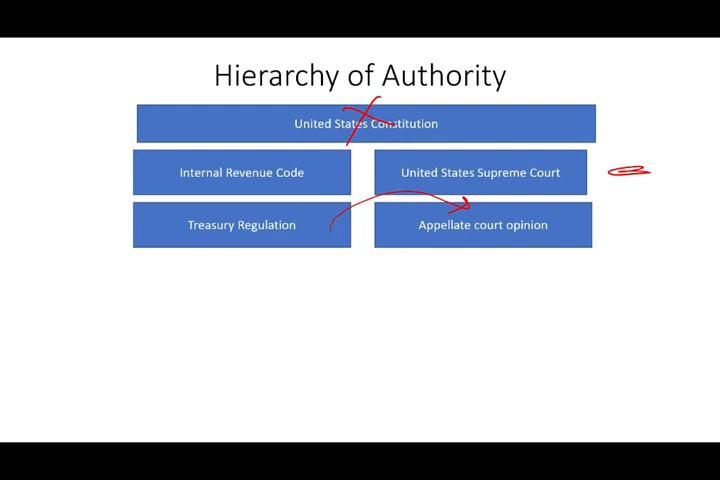 Hierarchy of Authority
United States Constitution
Internal Revenue Code
United States Supreme Court
Treasury Regulation
Appellate court opinion